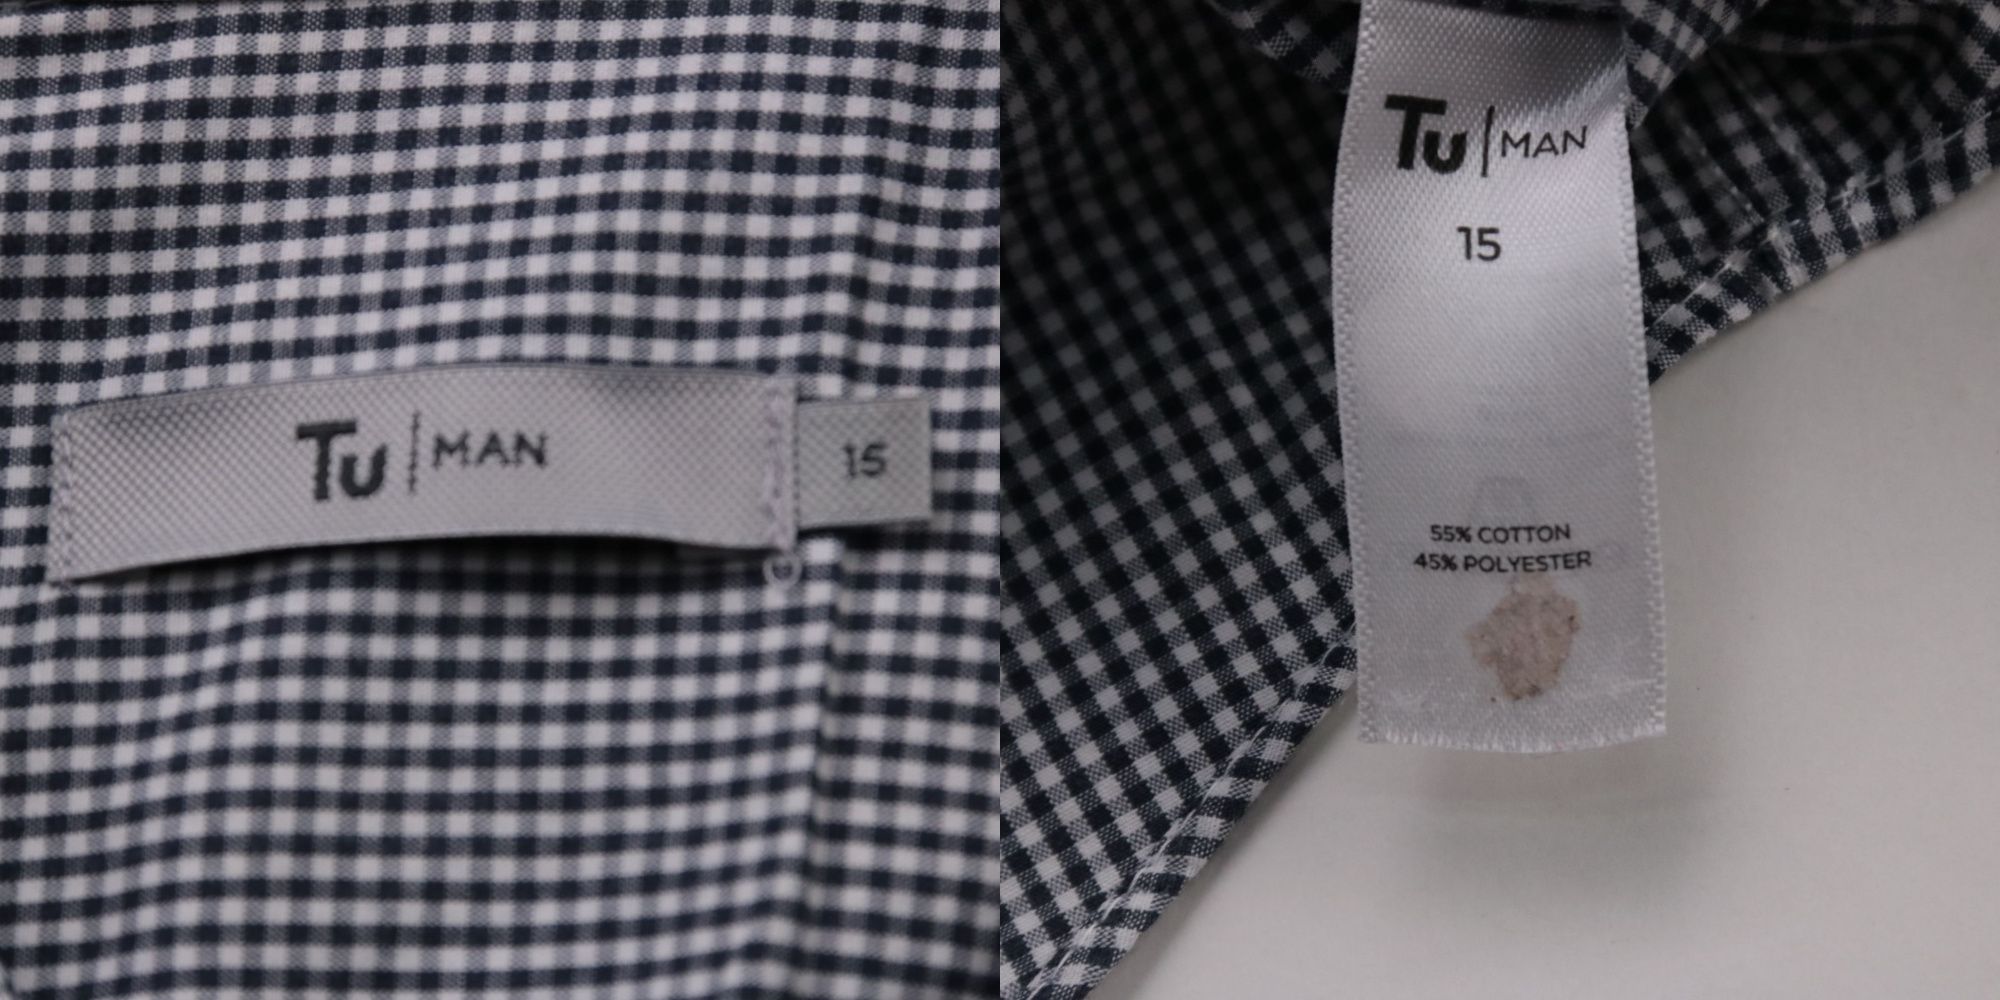 Tu | MAN
15
Tu | MAN
15
55% COTTON
45% POLYESTER